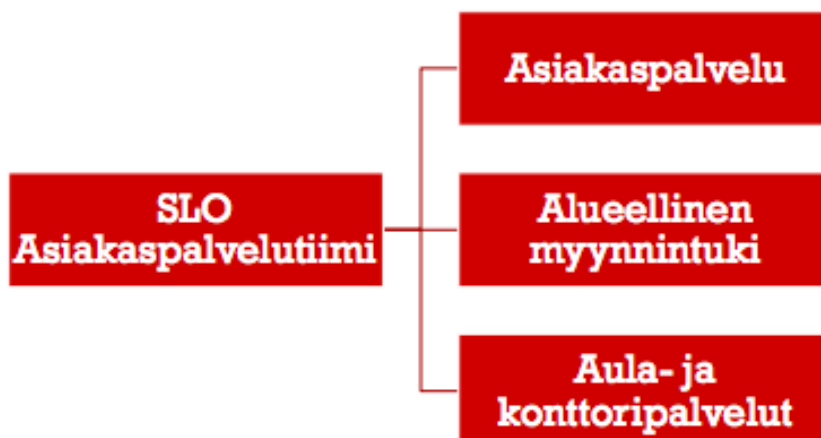 SLO
Asiakaspalvelutiimi
Asiakaspalvelu
Alueellinen
myynnintuki
Aula- ja
konttoripalvelut